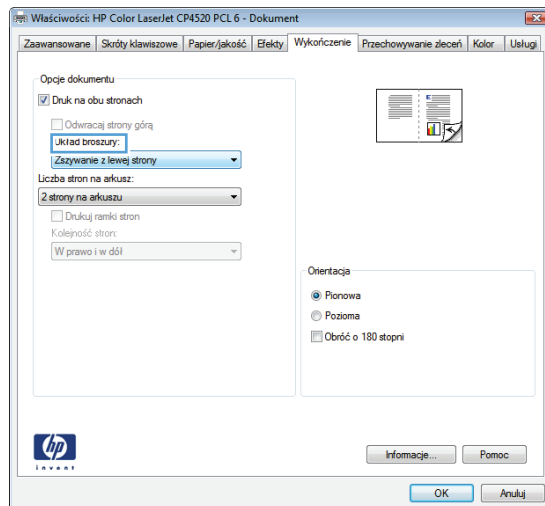 Właściwości: HP Color LaserJet CP4520 PCL 6 - Dokument
Zaawansowane Skróty klawiszowe Papier/jakość Efekty Wykończenie Przechowywanie zleceń Kolor Usługi
Opcje dokumentu
Druk na obu stronach
Odwracaj strony górą
Układ broszury:
Zszywanie z lewej strony
Liczba stron na arkusz:
2 strony na arkuszu
Drukuj ramki stron
Kolejność stron:
W prawo i w dół
Orientacja
Pionowa
Pozioma
Obróć o 180 stopni
hp
invent
Informacje... Pomoc
OK Anuluj